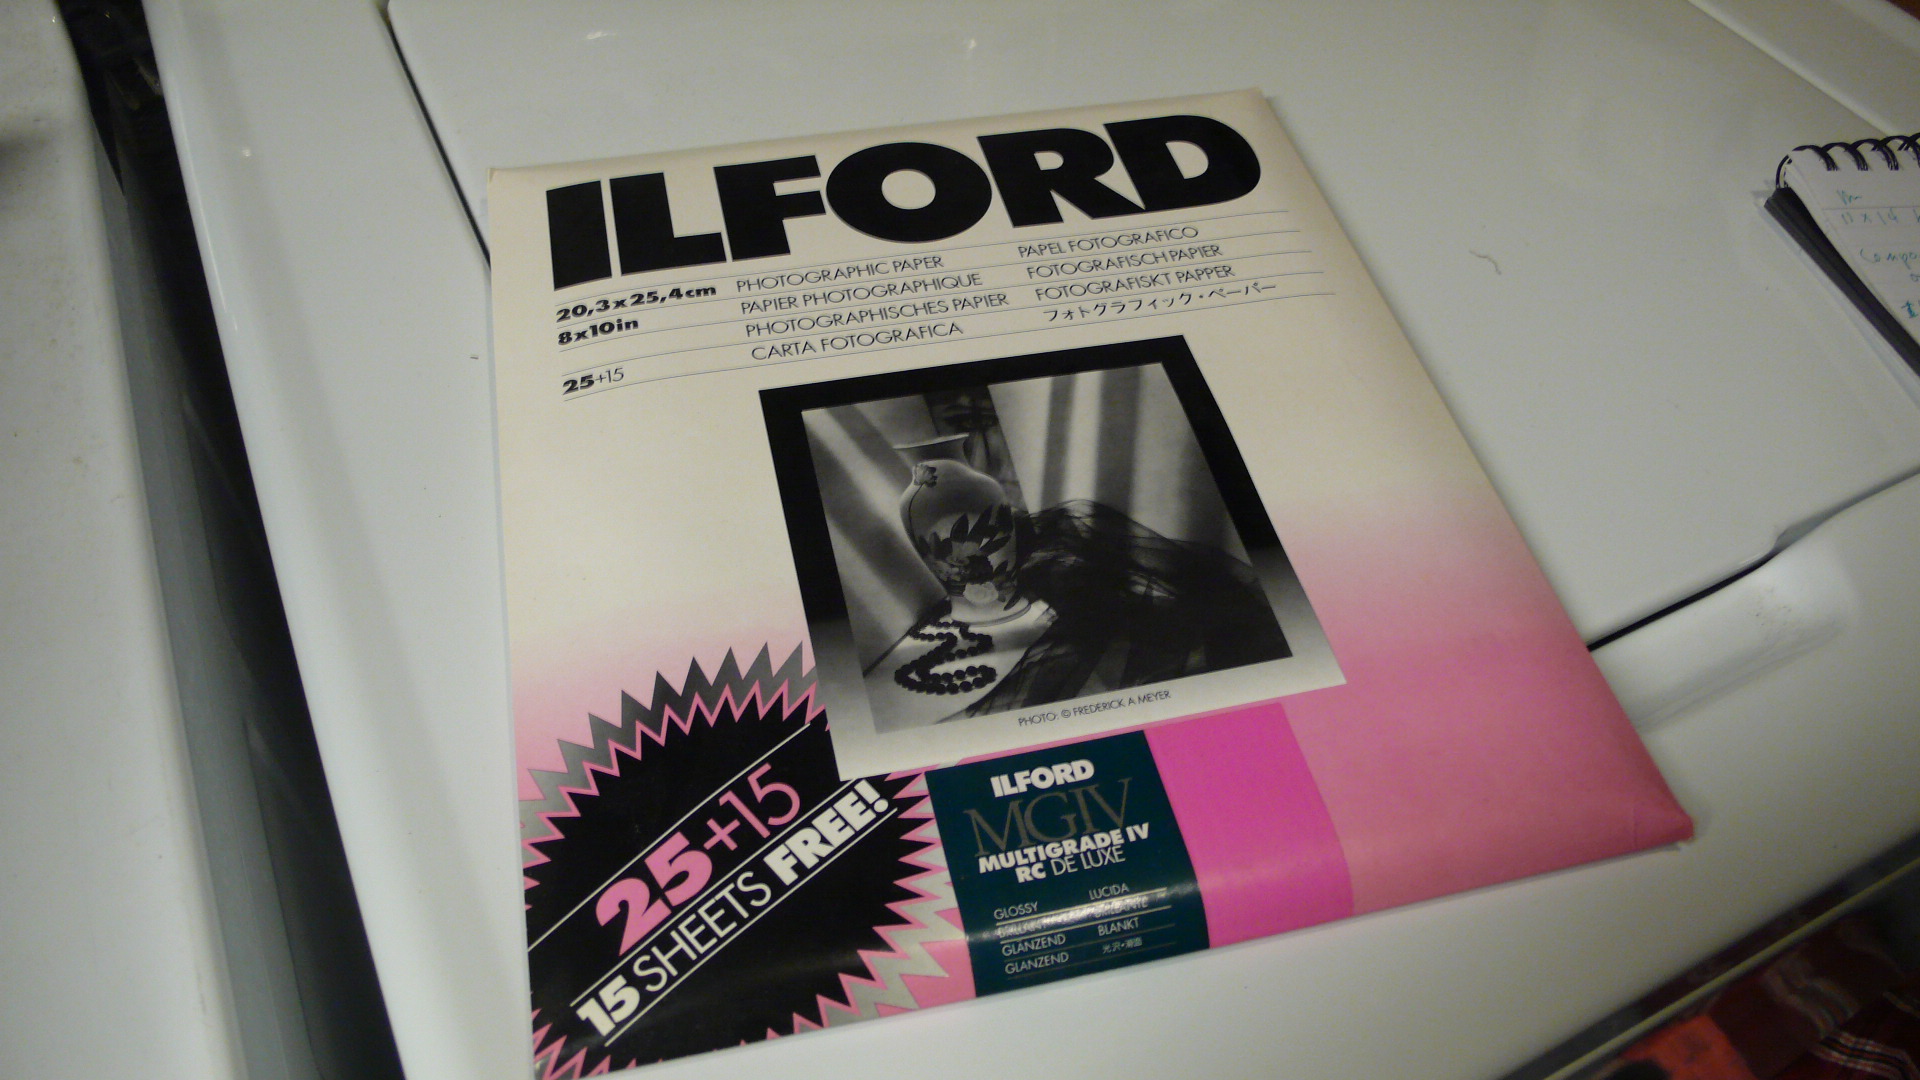 ILFORD
20,3x25,4cm
8x10in
25+15
PHOTOGRAPHIC PAPER
PAPIER PHOTOGRAPHIQUE
PHOTOGRAPHISCHES PAPIER
CARTA FOTOGRAFICA
PAPEL FOTOGRAFICO
FOTOGRAFISCH PAPIER
FOTOGRAFISKT PAPPER
フォトグラフィック・ペーパー
PHOTO: © FREDERICK A MEYER
25+15
15 SHEETS FREE!
ILFORD
MGIV
MULTIGRADE IV
RC DE LUXE
GLOSSY
GLANZEND
GLANZEND
LUCIDA
BLANKT
11 x 14